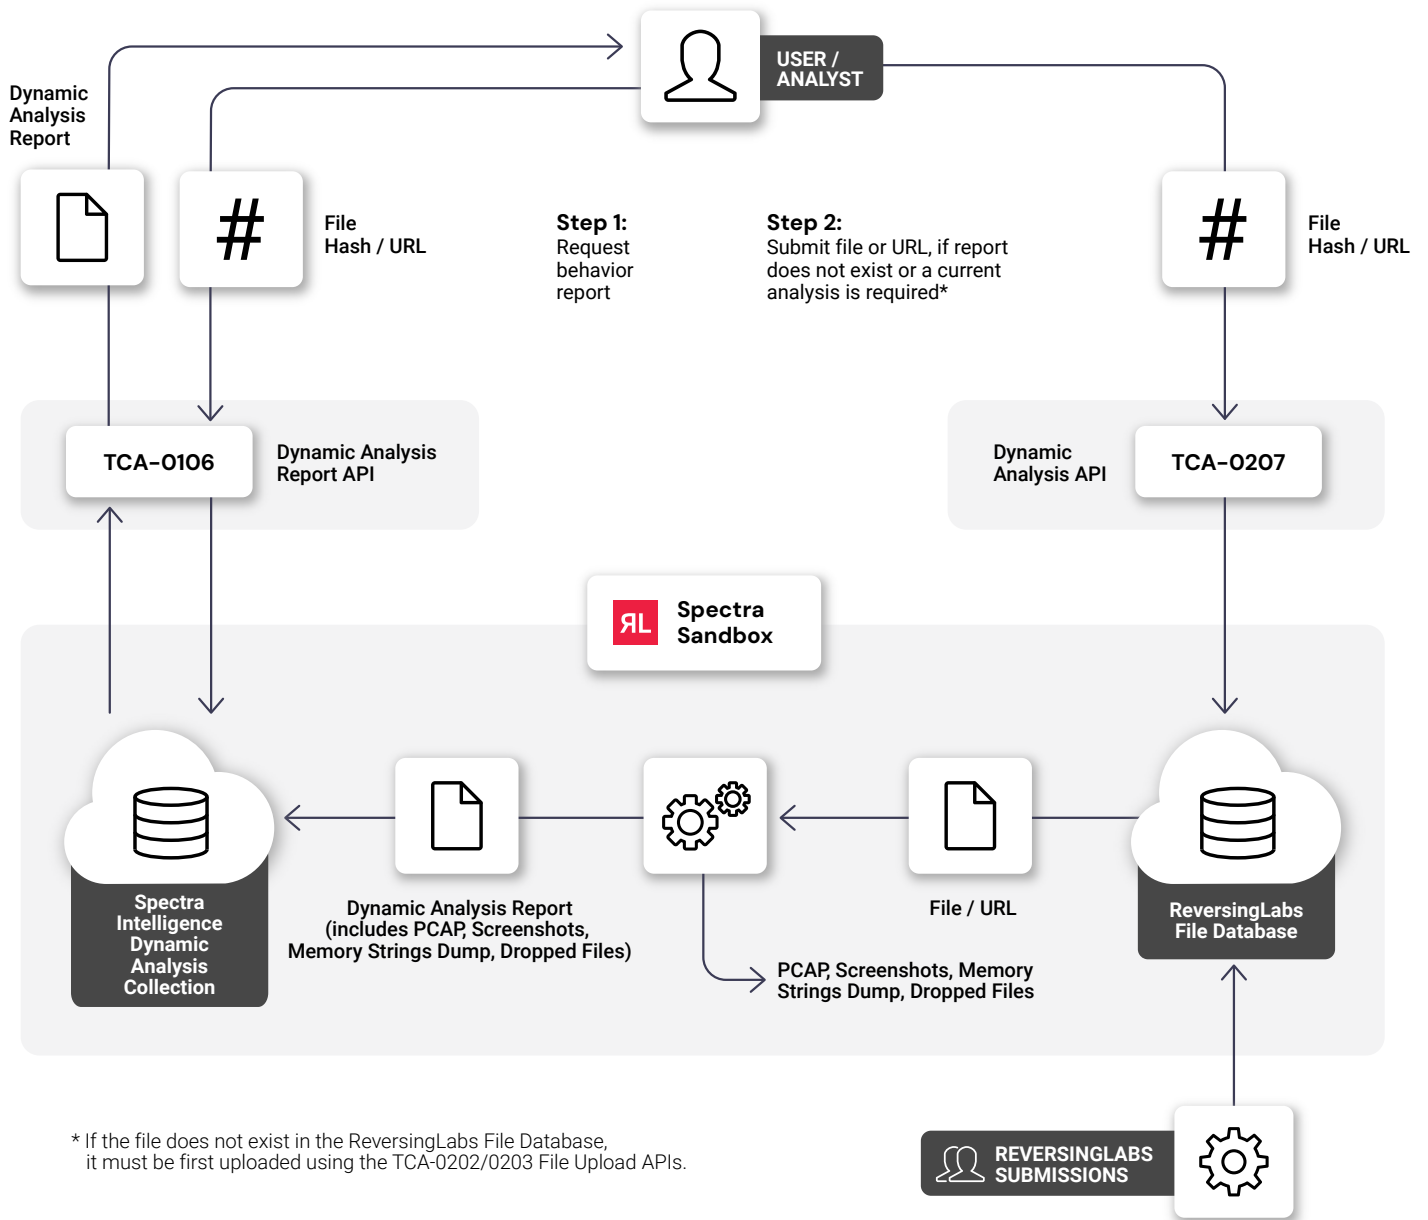 USER /
ANALYST
Dynamic
Analysis
Report
#
File
Hash / URL
Step 1:
Request
behavior
report
Step 2:
Submit file or URL, if report
does not exist or a current
analysis is required*
#
File
Hash / URL
TCA-0106
Dynamic Analysis
Report API
Dynamic
Analysis API
TCA-0207
RL
Spectra
Sandbox
Spectra
Intelligence
Dynamic
Analysis
Collection
Dynamic Analysis Report
(includes PCAP, Screenshots,
Memory Strings Dump, Dropped Files)
File / URL
ReversingLabs
File Database
PCAP, Screenshots, Memory
Strings Dump, Dropped Files
* If the file does not exist in the ReversingLabs File Database,
it must be first uploaded using the TCA-0202/0203 File Upload APIs.
REVERSINGLABS
SUBMISSIONS